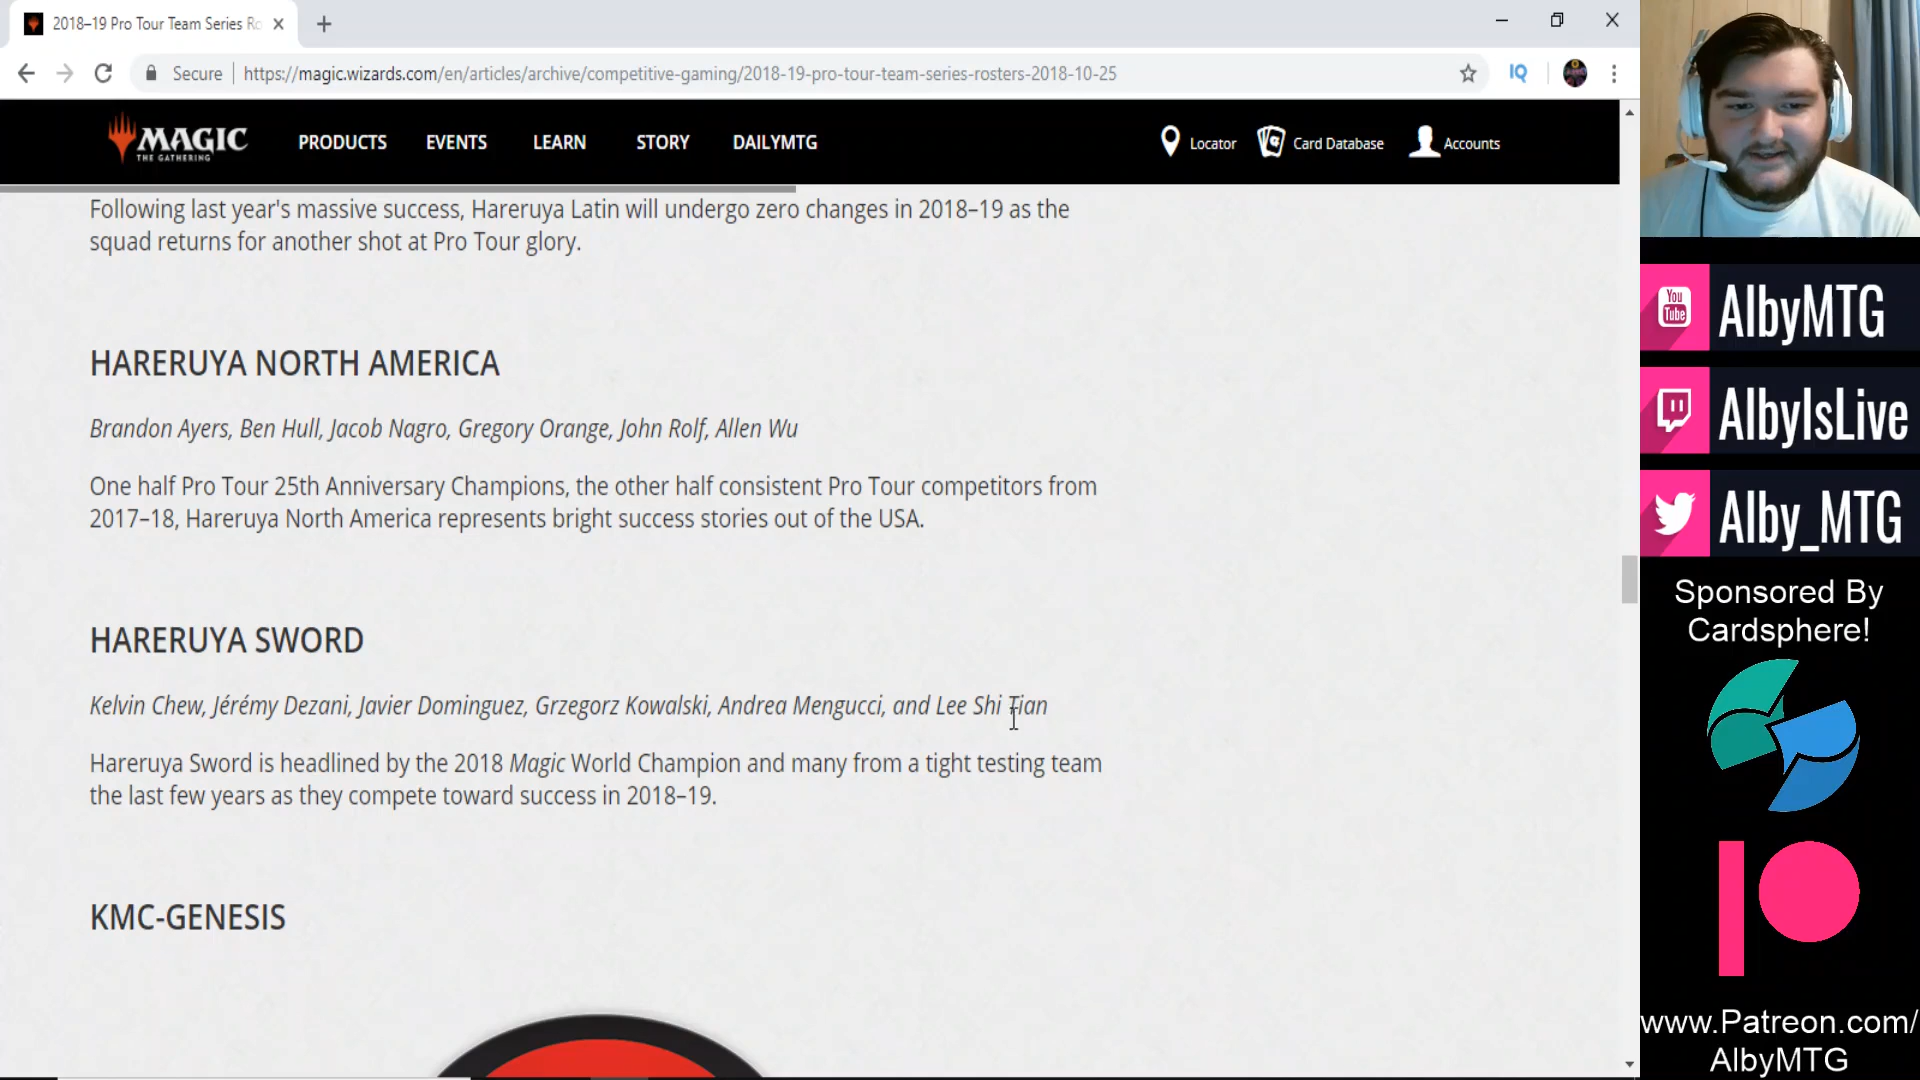 2018–19 Pro Tour Team Series Ro
Secure
https://magic.wizards.com/en/articles/archive/competitive-gaming/2018-19-pro-tour-team-series-rosters-2018-10-25
IQ
MAGIC
THE GATHERING
PRODUCTS
EVENTS
LEARN
STORY
DAILYMTG
Locator
Card Database
Accounts
Following last year's massive success, Hareruya Latin will undergo zero changes in 2018–19 as the
squad returns for another shot at Pro Tour glory.
HARERUYA NORTH AMERICA
Brandon Ayers, Ben Hull, Jacob Nagro, Gregory Orange, John Rolf, Allen Wu
One half Pro Tour 25th Anniversary Champions, the other half consistent Pro Tour competitors from
2017–18, Hareruya North America represents bright success stories out of the USA.
HARERUYA SWORD
Kelvin Chew, Jérémy Dezani, Javier Dominguez, Grzegorz Kowalski, Andrea Mengucci, and Lee Shi Tian
Hareruya Sword is headlined by the 2018 Magic World Champion and many from a tight testing team
the last few years as they compete toward success in 2018–19.
KMC-GENESIS
You
Tube
AlbyMTG
AlbyIsLive
Alby_MTG
Sponsored By
Cardsphere!
www.Patreon.com/
AlbyMTG